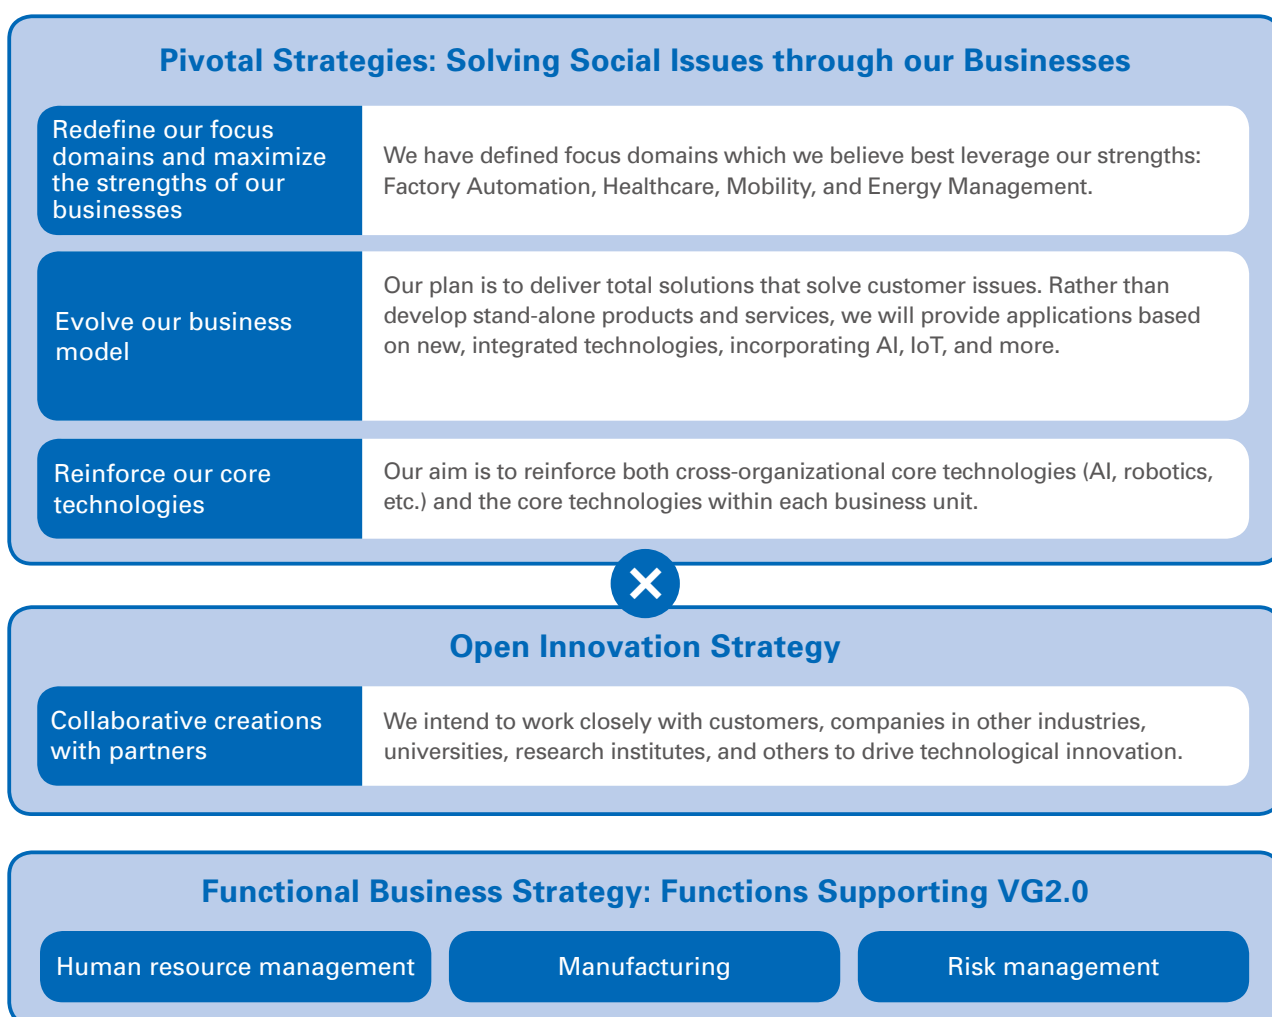 Pivotal Strategies: Solving Social Issues through our Businesses
Redefine our focus
domains and maximize
the strengths of our
businesses
We have defined focus domains which we believe best leverage our strengths:
Factory Automation, Healthcare, Mobility, and Energy Management.
Evolve our business
model
Our plan is to deliver total solutions that solve customer issues. Rather than
develop stand-alone products and services, we will provide applications based
on new, integrated technologies, incorporating AI, IoT, and more.
Reinforce our core
technologies
Our aim is to reinforce both cross-organizational core technologies (AI, robotics,
etc.) and the core technologies within each business unit.
×
Open Innovation Strategy
Collaborative creations
with partners
We intend to work closely with customers, companies in other industries,
universities, research institutes, and others to drive technological innovation.
Functional Business Strategy: Functions Supporting VG2.0
Human resource management
Manufacturing
Risk management